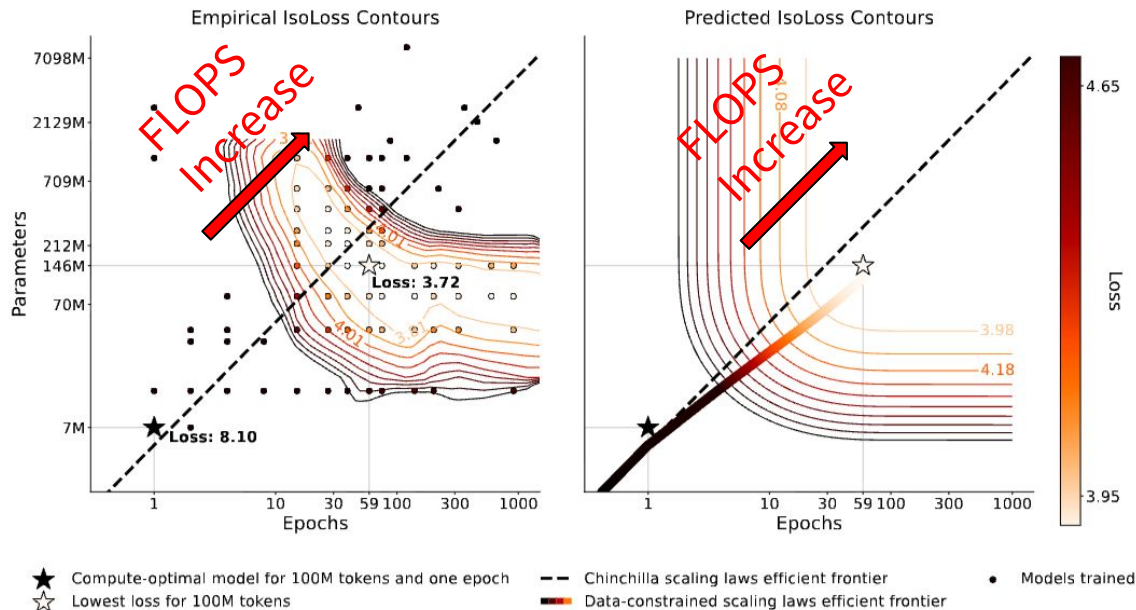 Empirical IsoLoss Contours
Predicted IsoLoss Contours
FLOPS
Increase
FLOPS
Increase
7098M
2129M
709M
212M
146M
70M
7M
Parameters
4.01
4.01
Loss: 3.72
Loss: 8.10
1
10
30
59
100
300
1000
Epochs
4.08
3.98
4.18
1
10
30
59
100
300
1000
Epochs
4.65
3.95
Loss
Compute-optimal model for 100M tokens and one epoch
Lowest loss for 100M tokens
Chinchilla scaling laws efficient frontier
Data-constrained scaling laws efficient frontier
Models trained